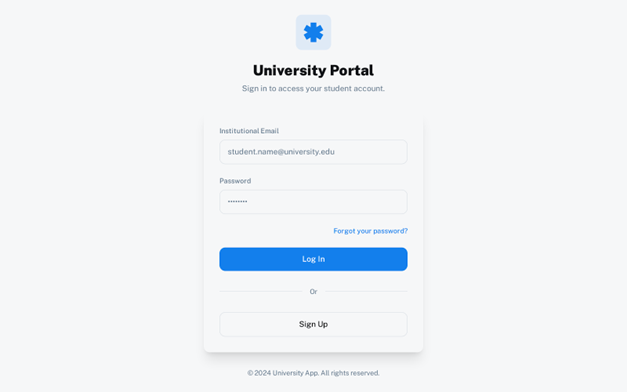 University Portal
Sign in to access your student account.
Institutional Email
student.name@university.edu
Password
••••••••
Forgot your password?
Log In
Or
Sign Up
© 2024 University App. All rights reserved.